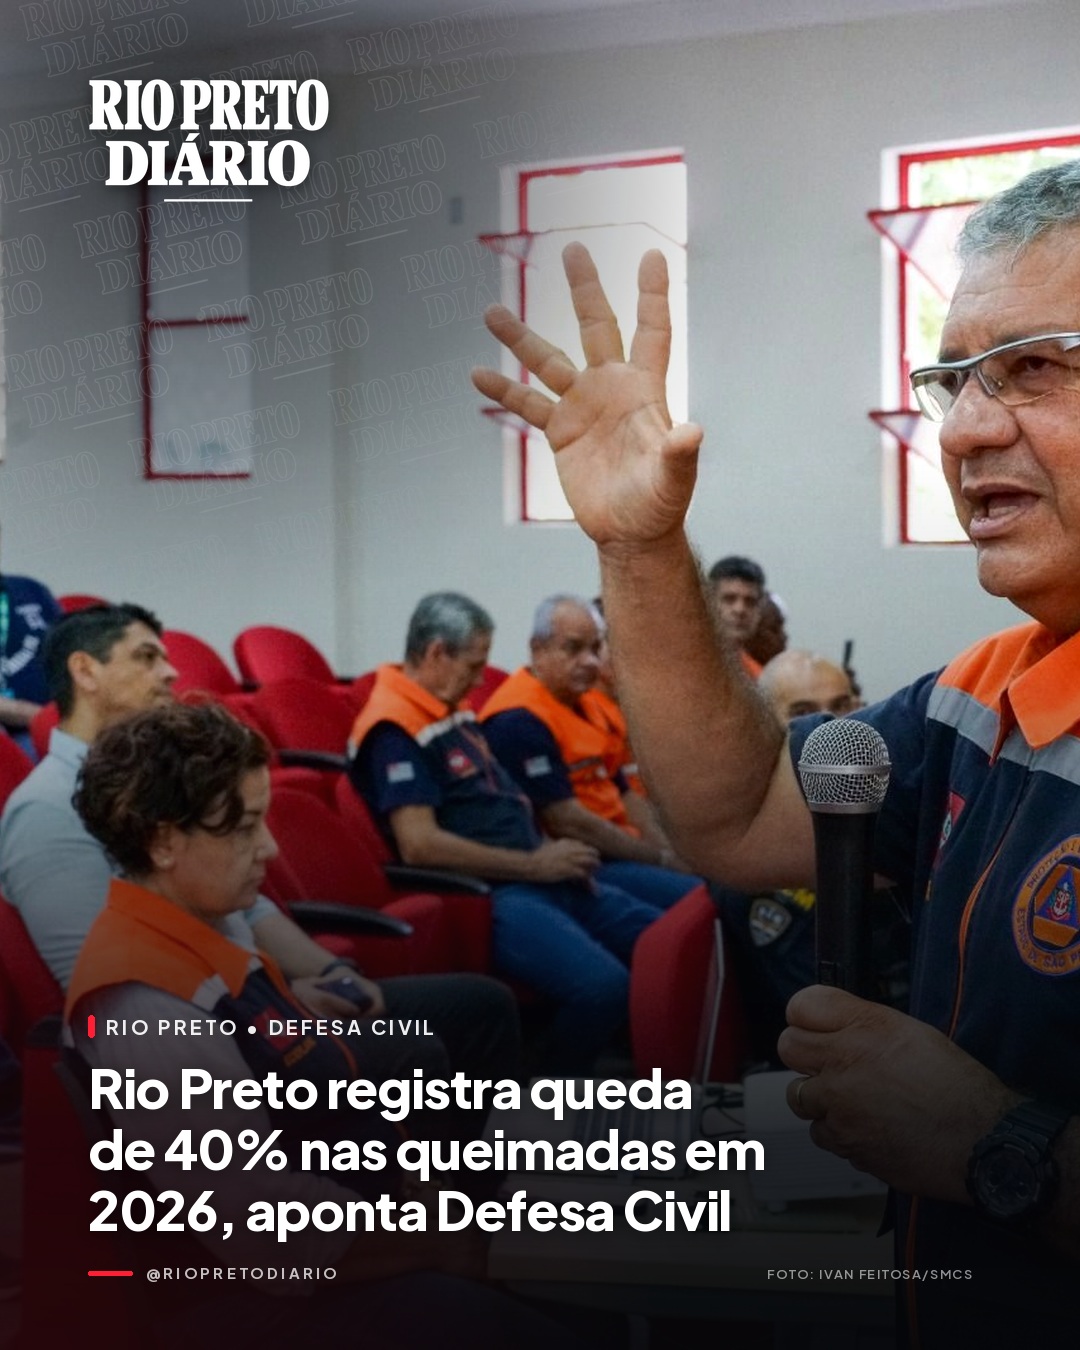 RIO PRETO
DIÁRIO
RIO PRETO • DEFESA CIVIL
Rio Preto registra queda
de 40% nas queimadas em
2026, aponta Defesa Civil
@RIOPRETODIARIO
FOTO: IVAN FEITOSA/SMCS